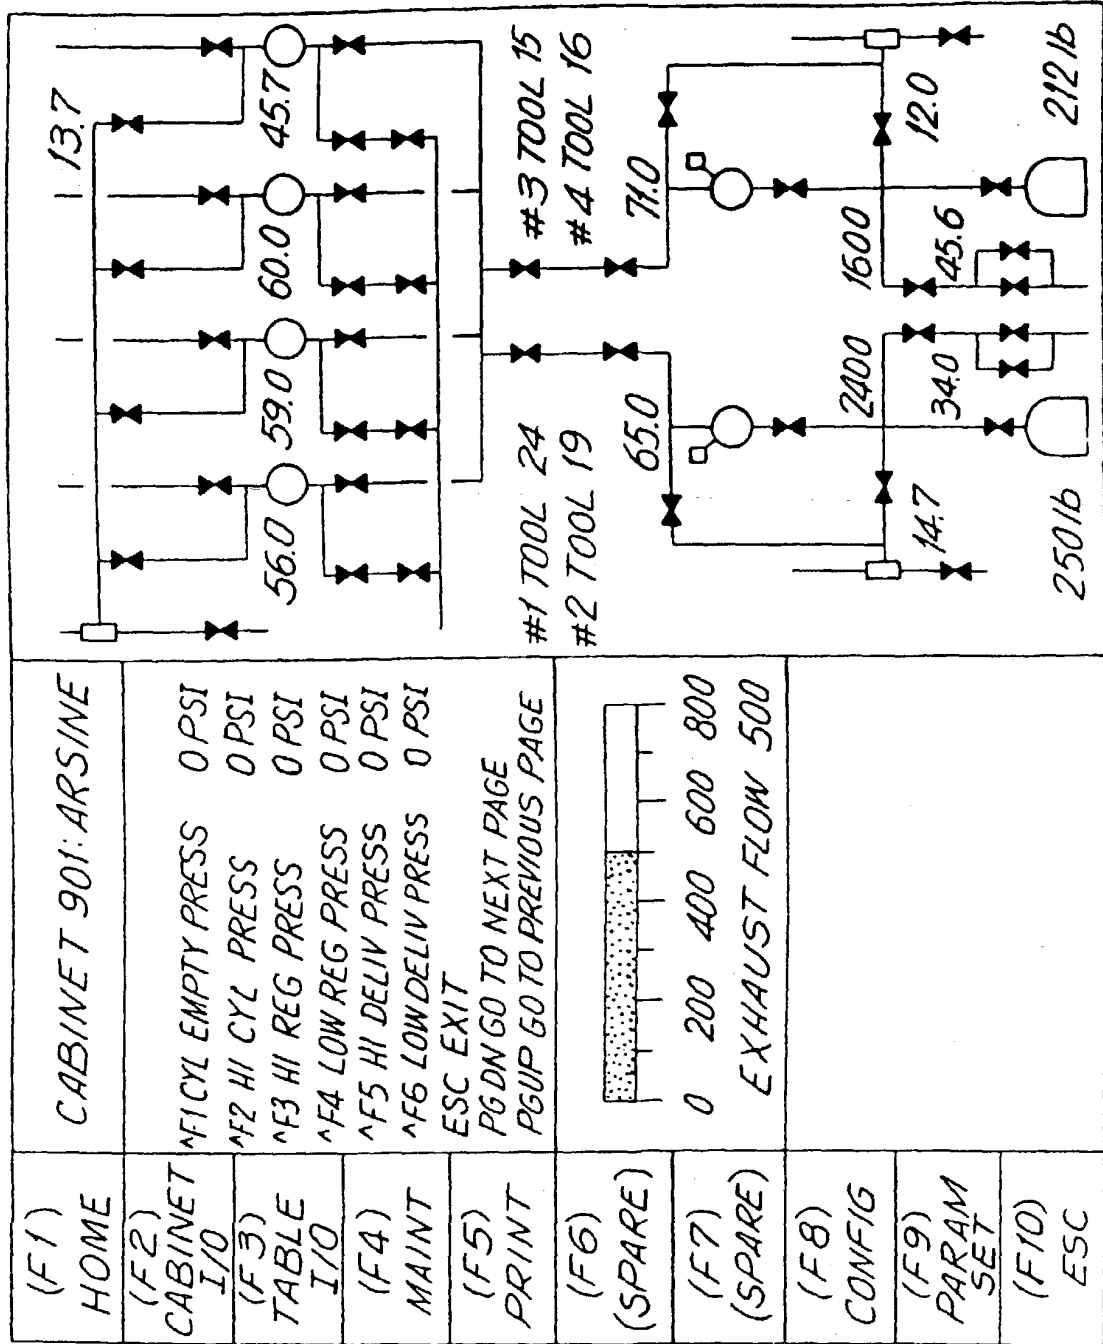 (F1)
HOME
(F2)
CABINET
I/O
(F3)
TABLE
I/O
(F4)
MAINT
(F5)
PRINT
(F6)
(SPARE)
(F7)
(SPARE)
(F8)
CONFIG
(F9)
PARAM
SET
(F10)
ESC
CABINET 901: ARSINE
^F1 CYL EMPTY PRESS 0 PSI
^F2 HI CYL PRESS 0 PSI
^F3 HI REG PRESS 0 PSI
^F4 LOW REG PRESS 0 PSI
^F5 HI DELIV PRESS 0 PSI
^F6 LOW DELIV PRESS 0 PSI
ESC EXIT
PG DN GO TO NEXT PAGE
PGUP GO TO PREVIOUS PAGE
0 200 400 600 800
EXHAUST FLOW 500
13.7
56.0 59.0 60.0 45.7
#1 TOOL 24 #3 TOOL 15
#2 TOOL 19 #4 TOOL 16
65.0 71.0
2400 1600
14.7 34.0 45.6 12.0
250 lb 212 lb